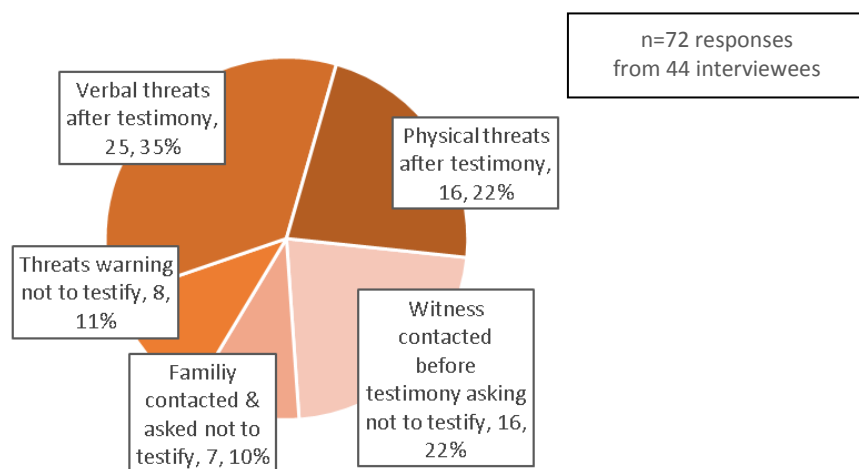 n=72 responses
from 44 interviewees
Verbal threats
after testimony,
25, 35%
Physical threats
after testimony,
16, 22%
Threats warning
not to testify, 8,
11%
Familiy
contacted &
asked not to
testify, 7, 10%
Witness
contacted
before
testimony asking
not to testify, 16,
22%